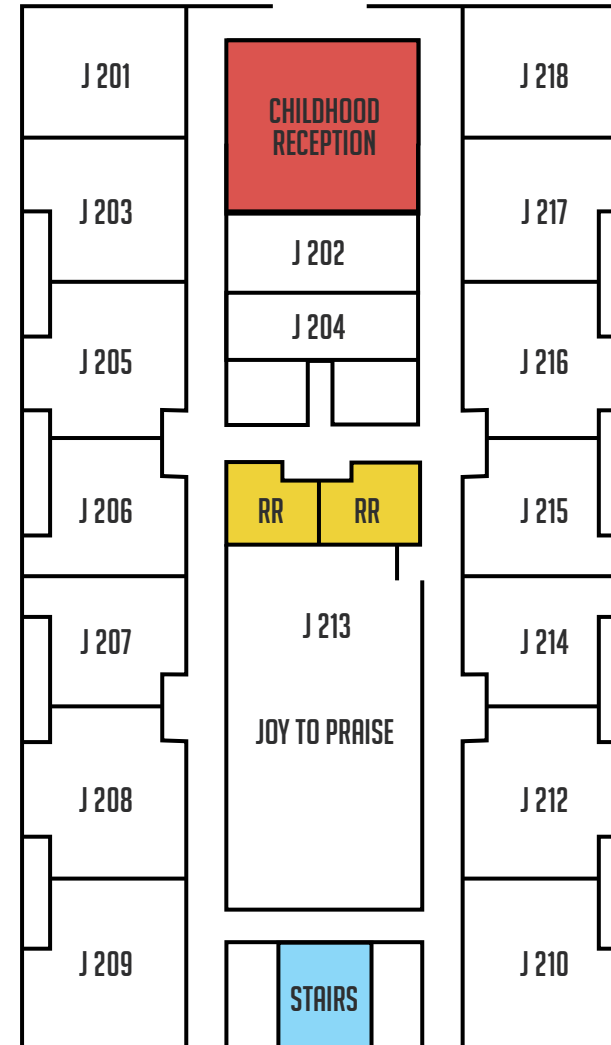 J 201
CHILDHOOD
RECEPTION
J 218
J 203
J 217
J 202
J 204
J 205
J 216
J 206
RR
RR
J 215
J 207
J 213
J 214
JOY TO PRAISE
J 208
J 212
J 209
STAIRS
J 210